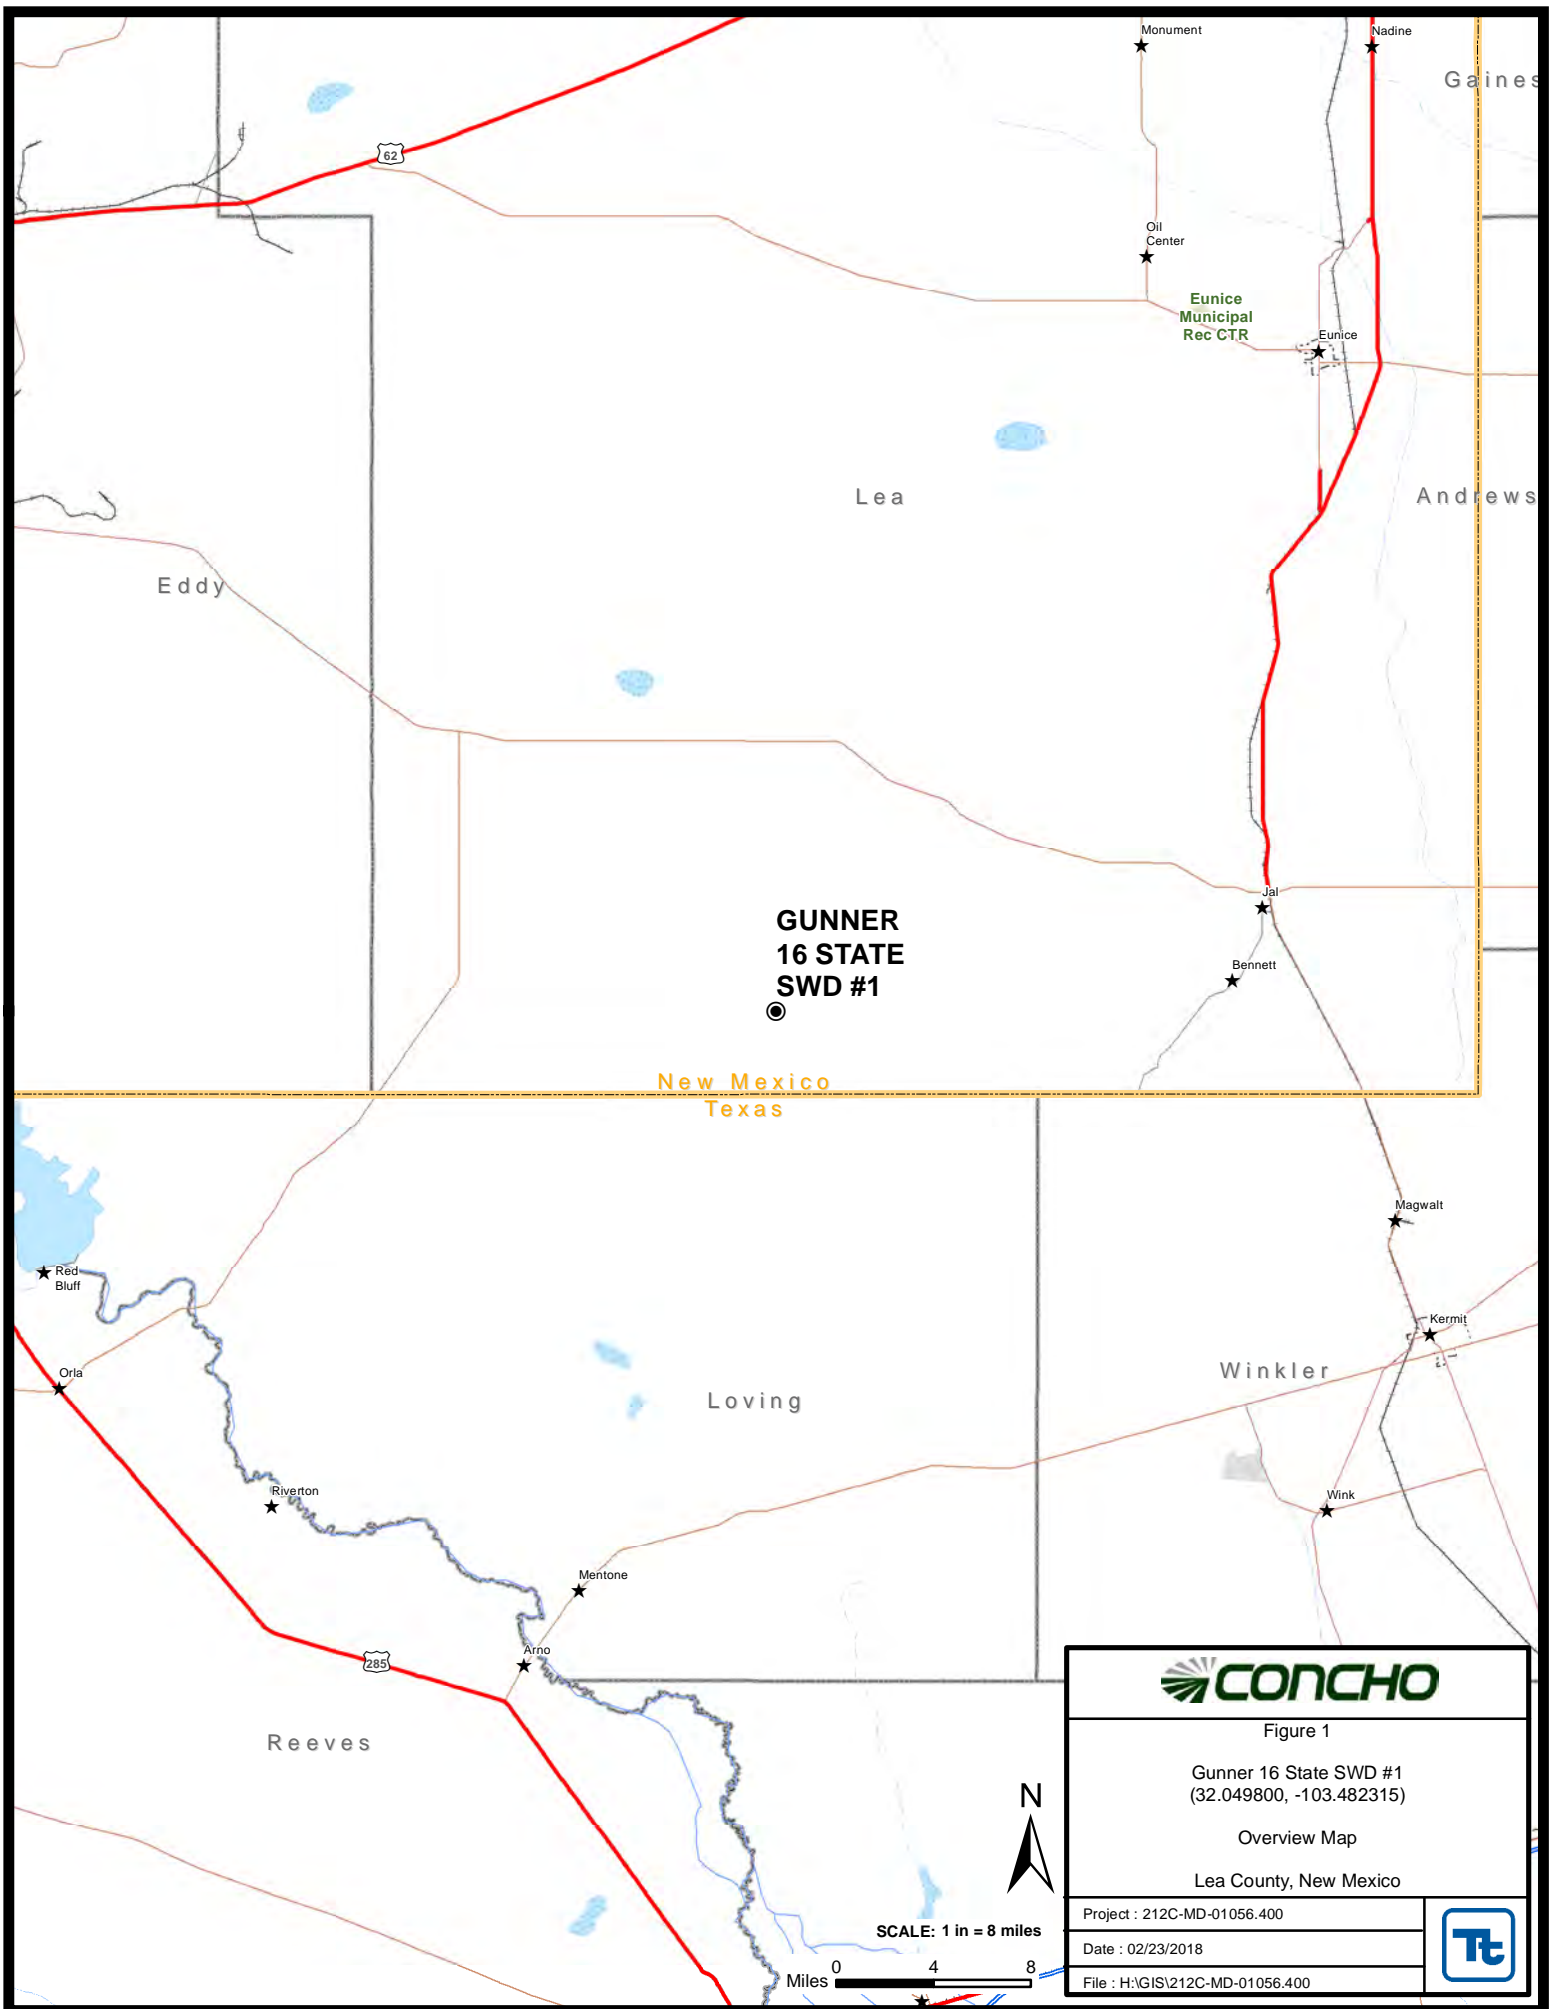 Monument
Nadine
Gaines
62
Oil
Center
Eunice
Municipal
Rec CTR
Eunice
Lea
Andrews
Eddy
Jal
GUNNER
16 STATE
SWD #1
Bennett
New Mexico
Texas
Magwalt
Red
Bluff
Kermit
Orla
Winkler
Loving
Riverton
Wink
Mentone
Arno
285
Reeves
CONCHO
Figure 1
Gunner 16 State SWD #1
(32.049800, -103.482315)
Overview Map
Lea County, New Mexico
Project : 212C-MD-01056.400
Date : 02/23/2018
File : H:\GIS\212C-MD-01056.400
Tt
N
SCALE: 1 in = 8 miles
Miles 0 4 8